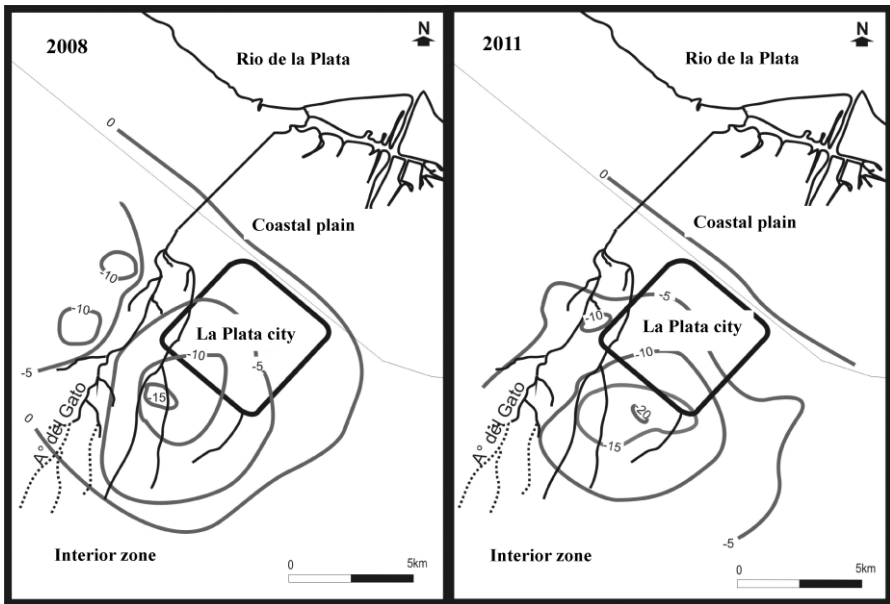 2008
N
Rio de la Plata
0
Coastal plain
-10
-10
La Plata city
-10
-5
-5
-15
0
A° del Gato
Interior zone
0
5km
2011
N
Rio de la Plata
0
Coastal plain
-5
-10
La Plata city
-10
-5
-20
-15
A° del Gato
-5
Interior zone
0
5km